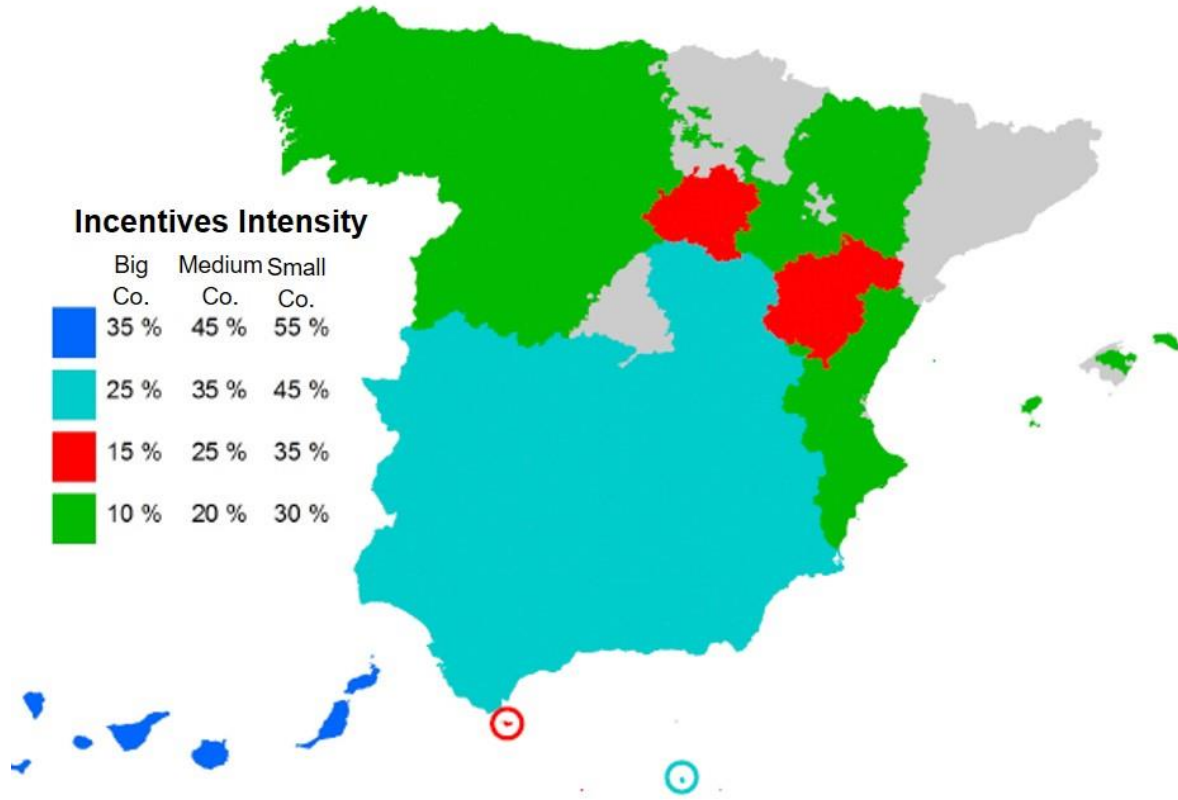 Incentives Intensity
Big Medium Small
Co. Co. Co.
35 % 45 % 55 %
25 % 35 % 45 %
15 % 25 % 35 %
10 % 20 % 30 %